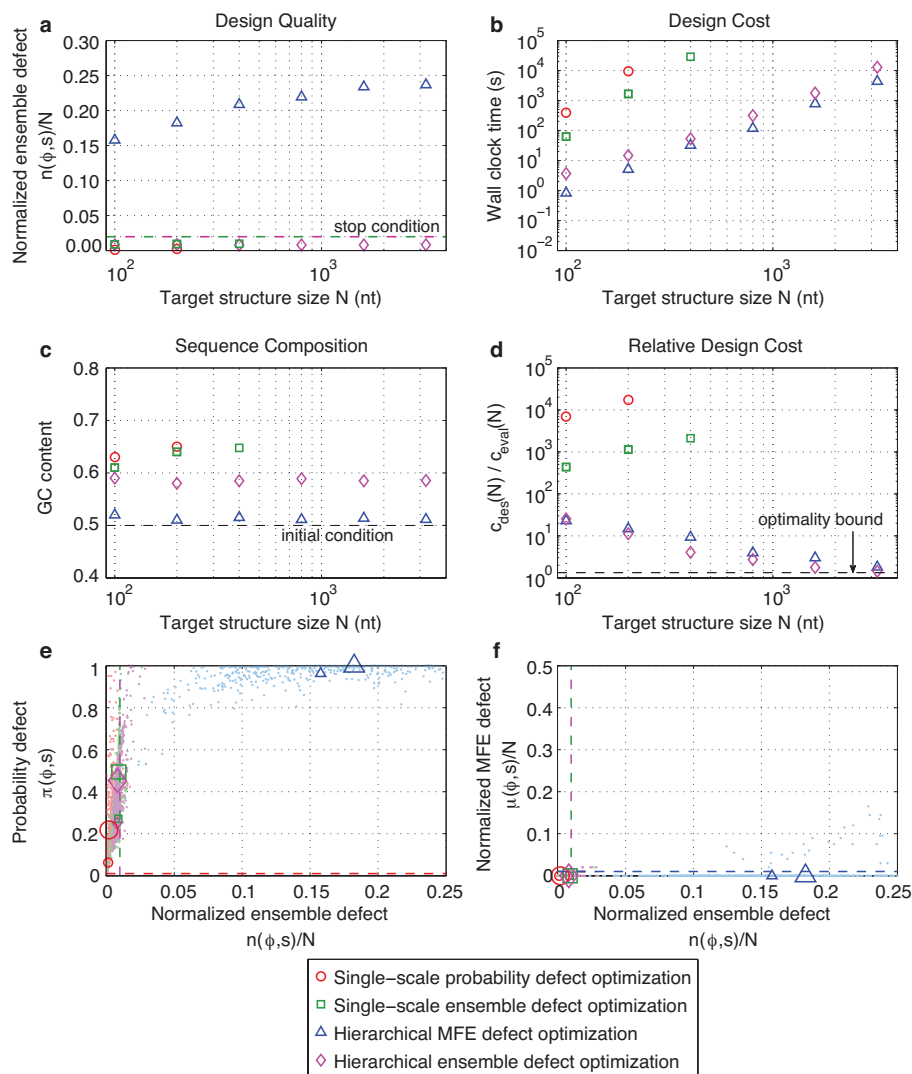 a Design Quality
Normalized ensemble defect
n(ϕ,s)/N
0.30
0.25
0.20
0.15
0.10
0.05
0.00
stop condition
10² 10³
Target structure size N (nt)
b Design Cost
Wall clock time (s)
10⁵
10⁴
10³
10²
10¹
10⁰
10⁻¹
10⁻²
10² 10³
Target structure size N (nt)
c Sequence Composition
GC content
0.8
0.7
0.6
0.5
0.4
initial condition
10² 10³
Target structure size N (nt)
d Relative Design Cost
c_des(N) / c_eval(N)
10⁵
10⁴
10³
10²
10¹
10⁰
optimality bound
10² 10³
Target structure size N (nt)
e
Probability defect
π(ϕ,s)
1
0.8
0.6
0.4
0.2
0
0 0.05 0.1 0.15 0.2 0.25
Normalized ensemble defect
n(ϕ,s)/N
f
Normalized MFE defect
μ(ϕ,s)/N
0.5
0.4
0.3
0.2
0.1
0
0 0.05 0.1 0.15 0.2 0.25
Normalized ensemble defect
n(ϕ,s)/N
Single−scale probability defect optimization
Single−scale ensemble defect optimization
Hierarchical MFE defect optimization
Hierarchical ensemble defect optimization